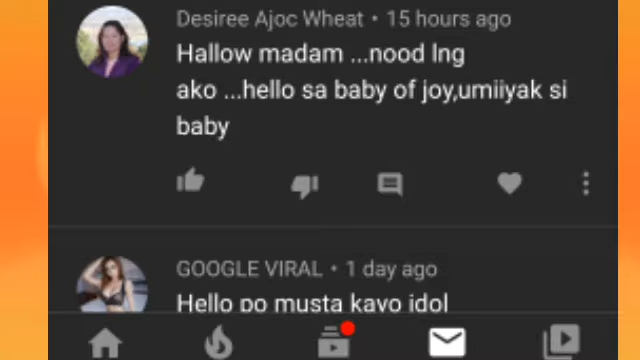 Desiree Ajoc Wheat • 15 hours ago
Hallow madam ...nood lng
ako ...hello sa baby of joy,umiiyak si
baby
GOOGLE VIRAL • 1 day ago
Hello po musta kayo idol